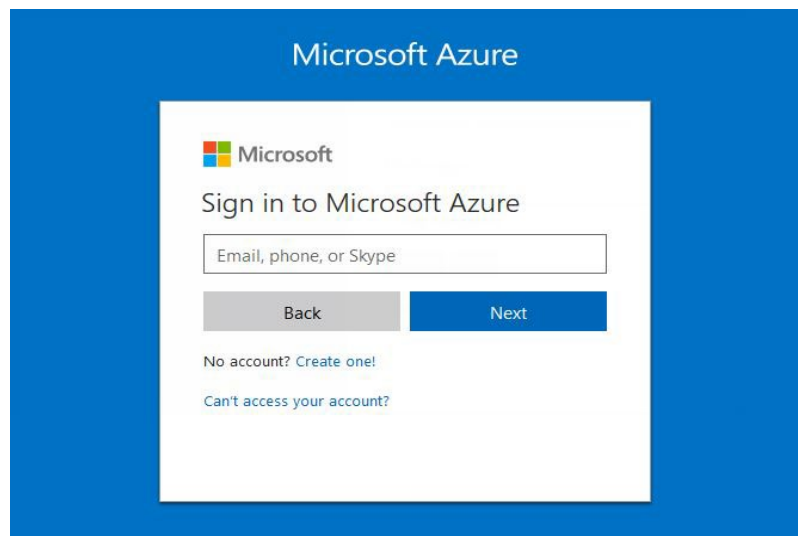 Microsoft Azure
Microsoft
Sign in to Microsoft Azure
Email, phone, or Skype
Back Next
No account? Create one!
Can't access your account?